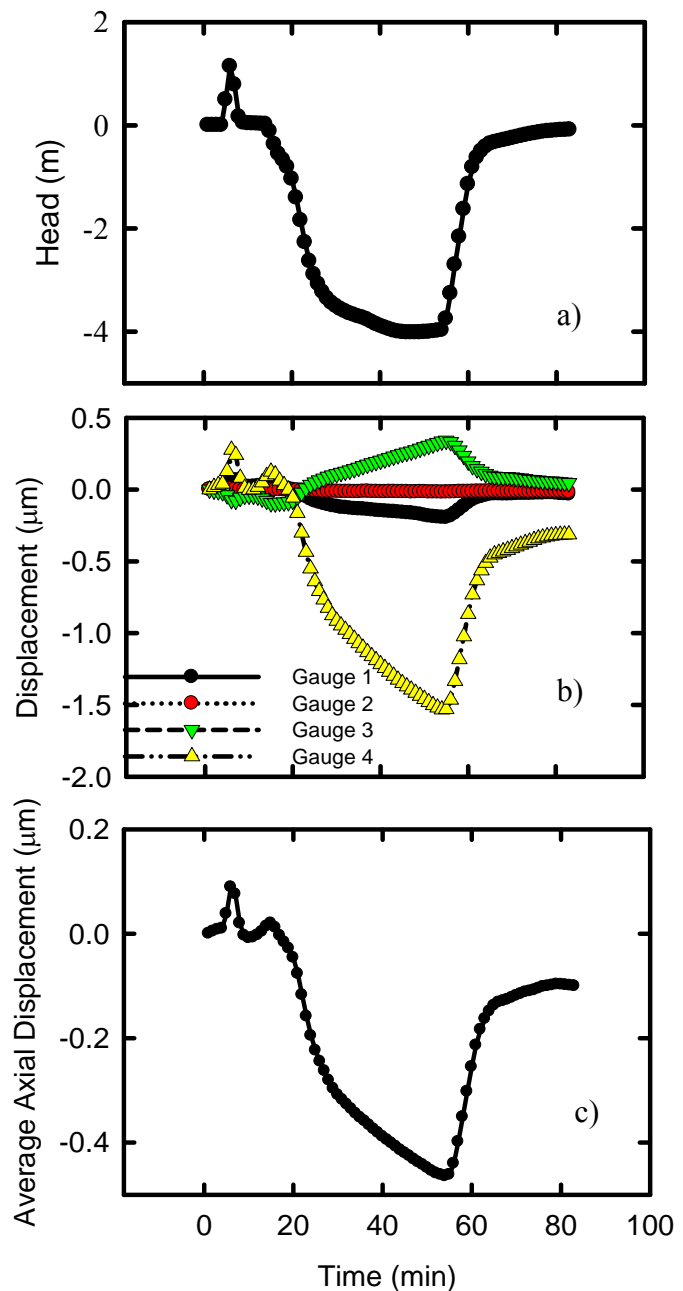 2
0
-2
-4
Head (m)
a)
0.5
0.0
-0.5
-1.0
-1.5
-2.0
Displacement (μm)
Gauge 1
Gauge 2
Gauge 3
Gauge 4
b)
0.2
0.0
-0.2
-0.4
Average Axial Displacement (μm)
c)
0 20 40 60 80 100
Time (min)